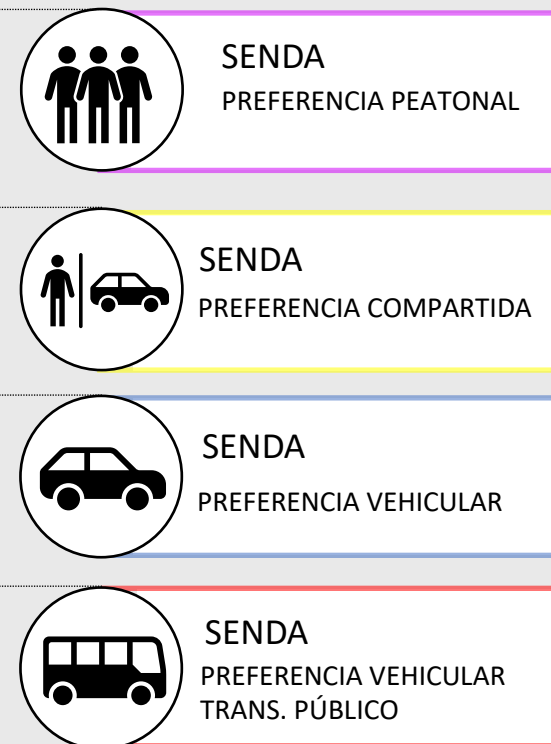 SENDA
PREFERENCIA PEATONAL
SENDA
PREFERENCIA COMPARTIDA
SENDA
PREFERENCIA VEHICULAR
SENDA
PREFERENCIA VEHICULAR
TRANS. PÚBLICO